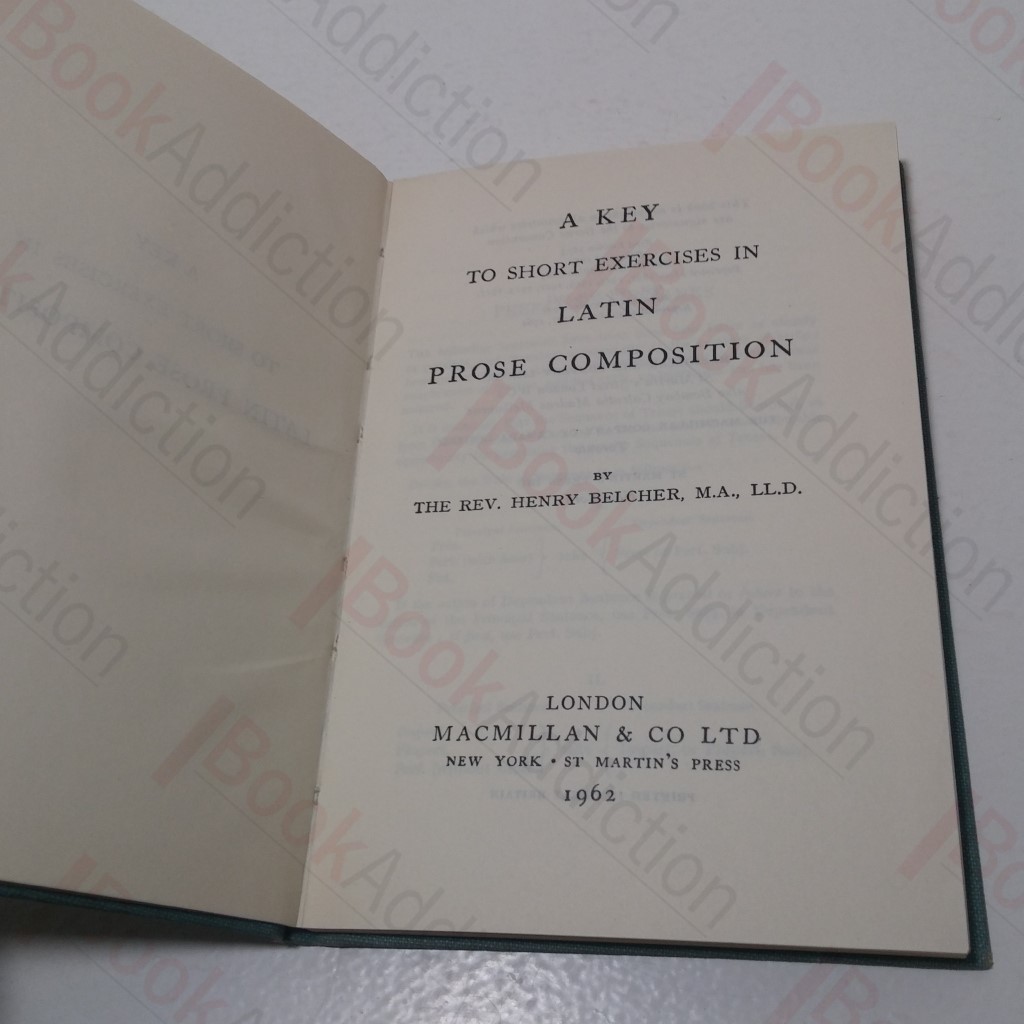 A KEY
TO SHORT EXERCISES IN
LATIN
PROSE COMPOSITION
BY
THE REV. HENRY BELCHER, M.A., LL.D.
LONDON
MACMILLAN & CO LTD
NEW YORK • ST MARTIN'S PRESS
1962
BookAddiction